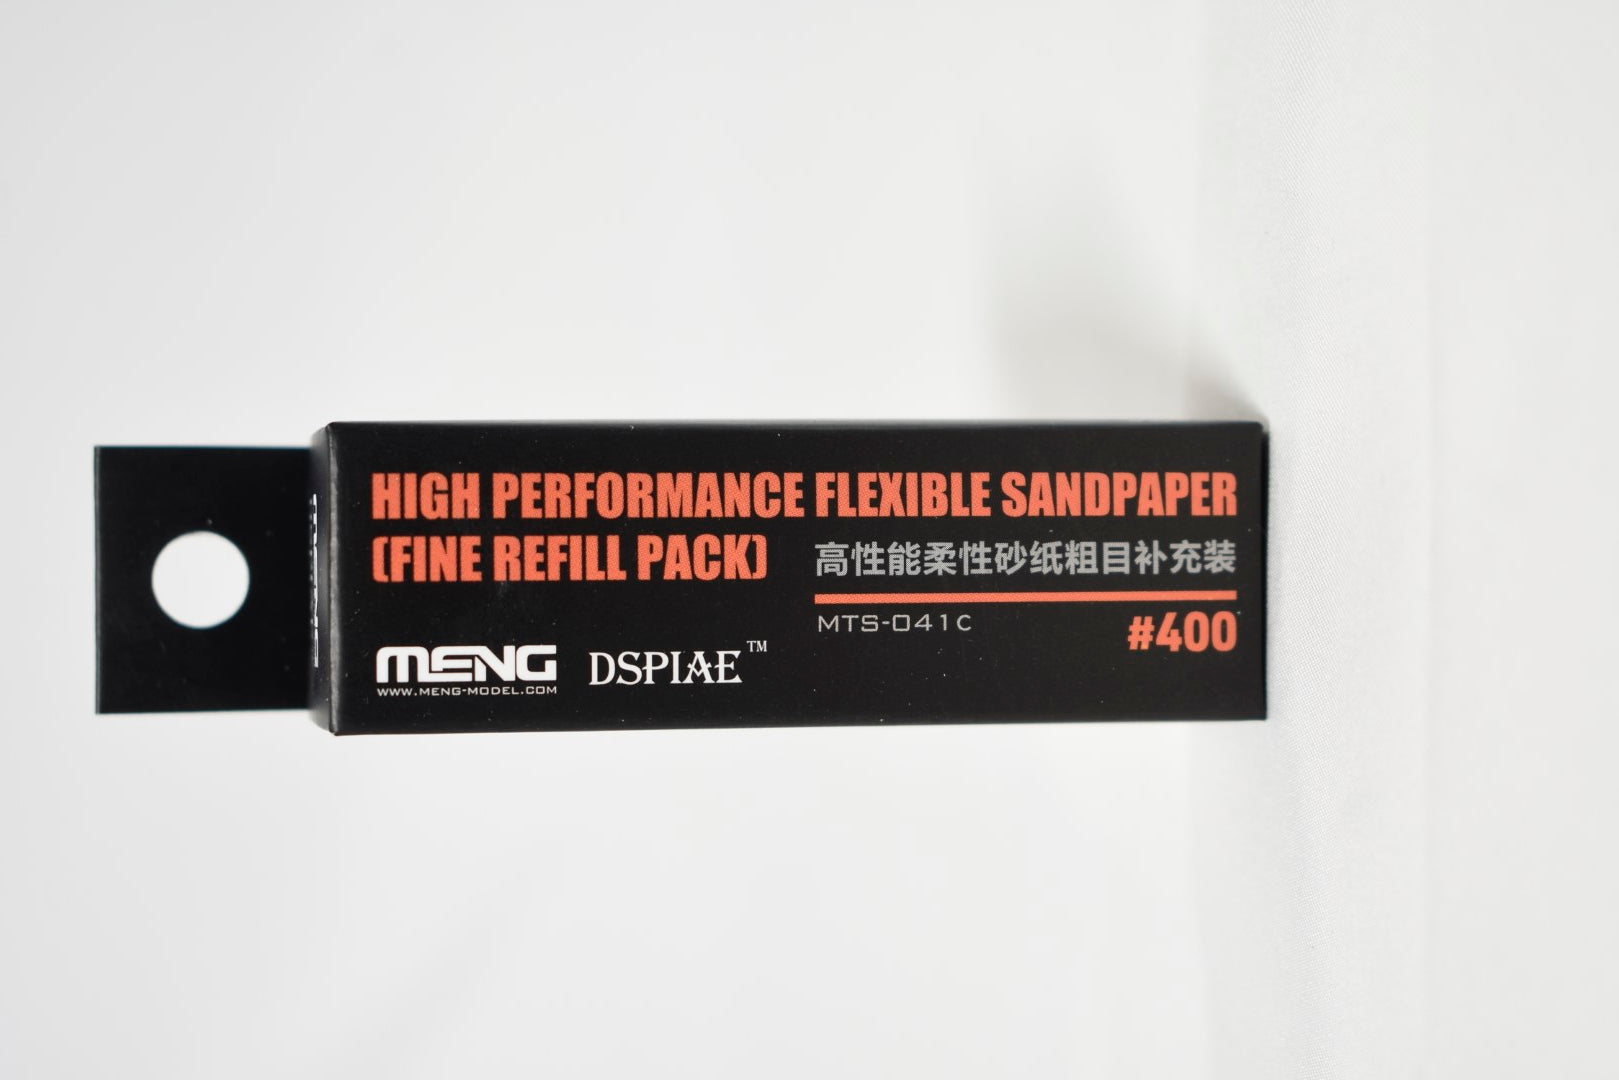 HIGH PERFORMANCE FLEXIBLE SANDPAPER
(FINE REFILL PACK)
高性能柔性砂纸粗目补充装
MTS-041C
#400
MENG
WWW.MENG-MODEL.COM
DSPIAE™